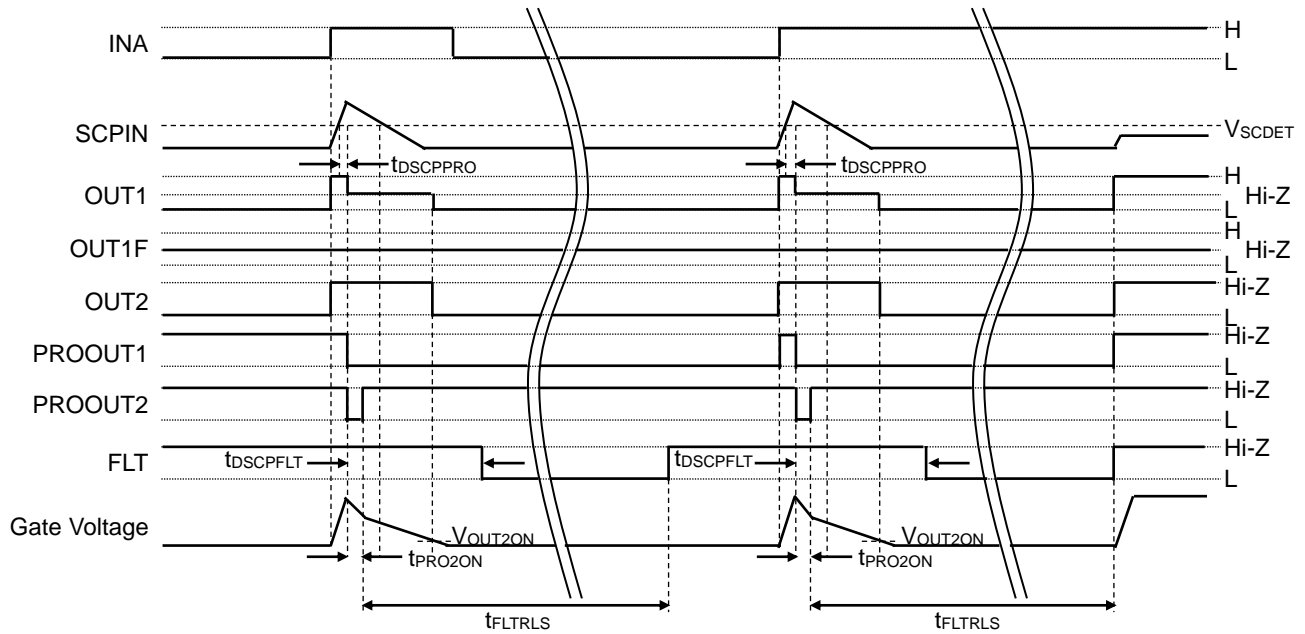 INA
H
L
SCPIN
VSCDET
tDSCPPRO
tDSCPPRO
OUT1
H
Hi-Z
L
OUT1F
H
Hi-Z
L
OUT2
Hi-Z
L
PROOUT1
Hi-Z
L
PROOUT2
Hi-Z
L
FLT
Hi-Z
tDSCPFLT
tDSCPFLT
L
Gate Voltage
VOUT2ON
VOUT2ON
tPRO2ON
tPRO2ON
tFLTRLS
tFLTRLS